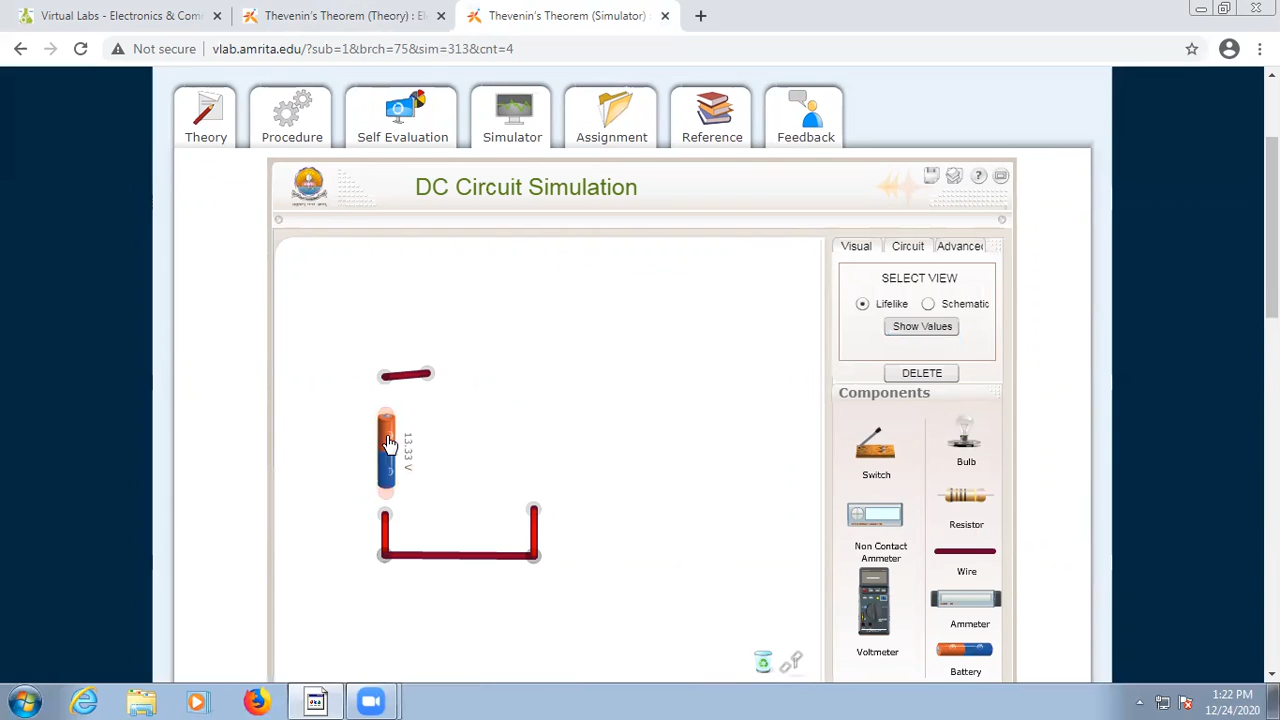 Virtual Labs - Electronics & Com
Thevenin's Theorem (Theory) : El
Thevenin's Theorem (Simulator) :
Not secure
vlab.amrita.edu/?sub=1&brch=75&sim=313&cnt=4
Theory
Procedure
Self Evaluation
Simulator
Assignment
Reference
Feedback
DC Circuit Simulation
Visual
Circuit
Advanced
SELECT VIEW
Lifelike
Schematic
Show Values
DELETE
Components
Switch
Bulb
Resistor
Non Contact
Ammeter
Wire
Ammeter
Voltmeter
Battery
13.33 V
1:22 PM
12/24/2020